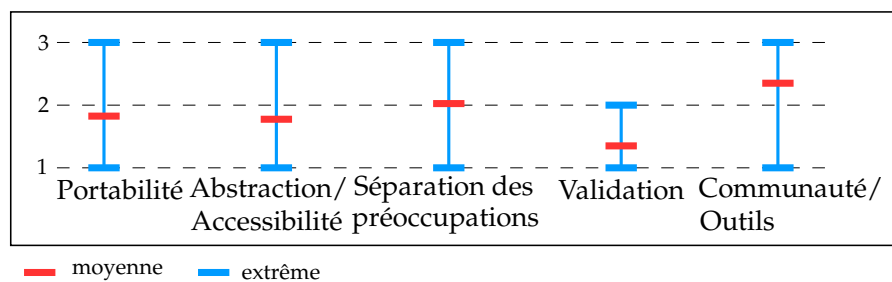 3
2
1
Portabilité
Abstraction/
Accessibilité
Séparation des
préoccupations
Validation
Communauté/
Outils
moyenne
extrême